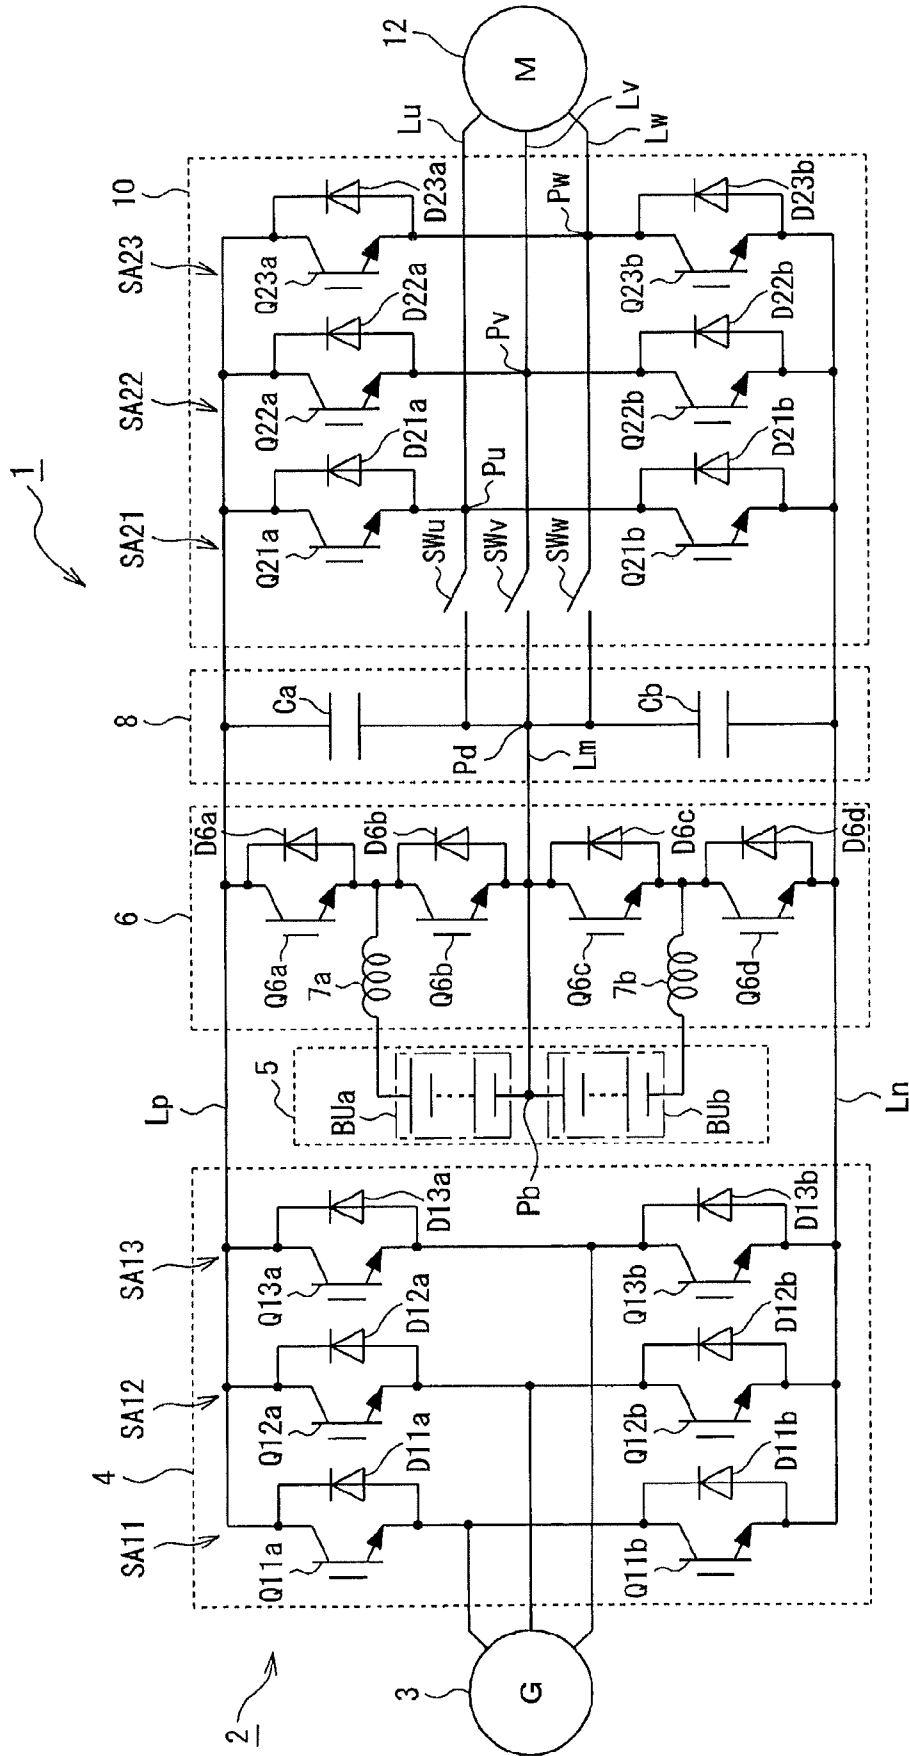 1
2
SA11
SA12
SA13
SA21
SA22
SA23
4
Lp
5
6
8
10
12
Q11a
D11a
Q12a
D12a
Q13a
D13a
BUa
Q6a
D6a
7a
Q6b
D6b
Ca
Q21a
D21a
Q22a
D22a
Q23a
D23a
3
G
Pb
Pd
Lm
SWu
SWv
SWw
Pu
Pv
Pw
Lu
Lv
Lw
M
Q11b
D11b
Q12b
D12b
Q13b
D13b
BUb
Q6c
D6c
7b
Q6d
D6d
Cb
Q21b
D21b
Q22b
D22b
Q23b
D23b
Ln